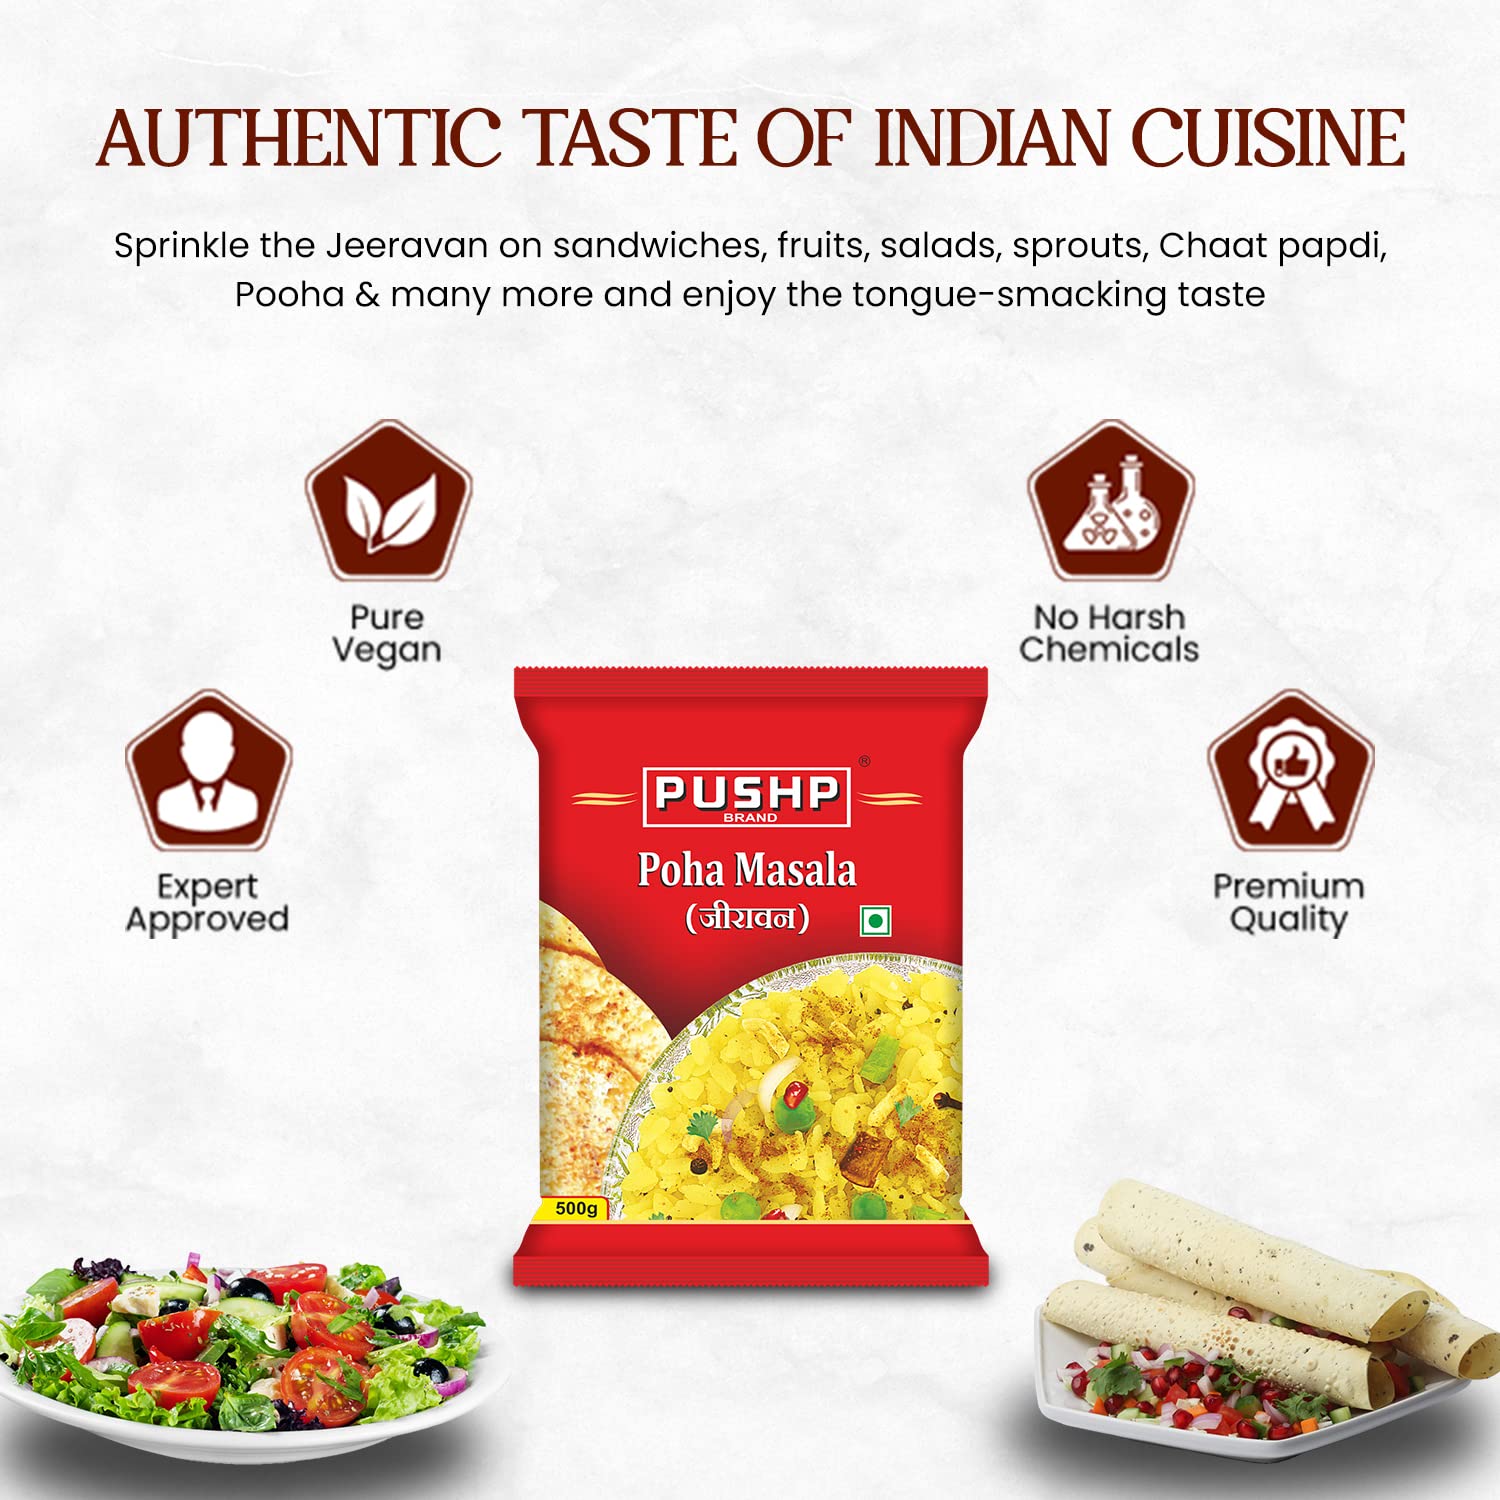 AUTHENTIC TASTE OF INDIAN CUISINE
Sprinkle the Jeeravan on sandwiches, fruits, salads, sprouts, Chaat papdi,
Pooha & many more and enjoy the tongue-smacking taste
Pure
Vegan
No Harsh
Chemicals
Expert
Approved
Premium
Quality
PUSHP
®
BRAND
Poha Masala
(जीरावन)
500g